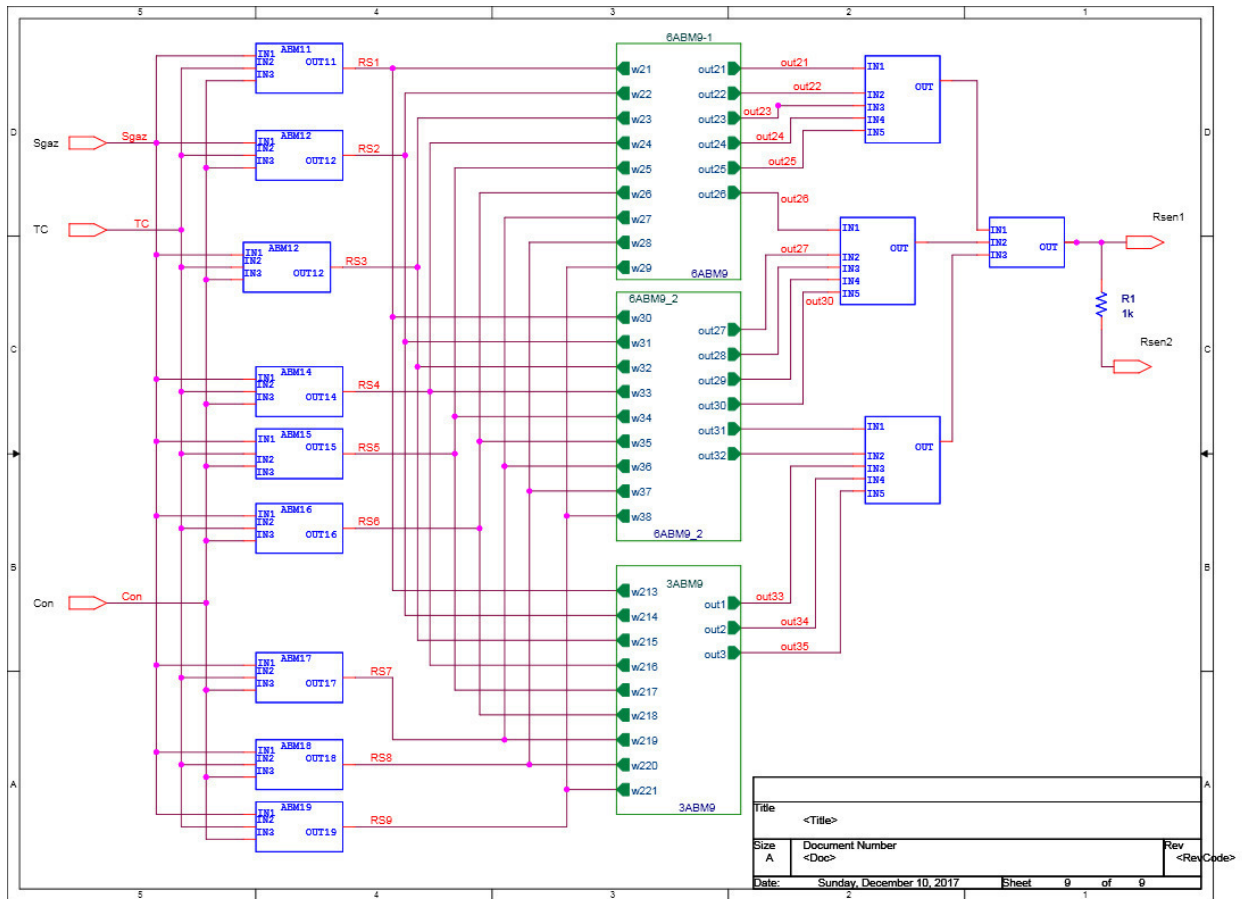 5 4 3 2 1
D
C
B
A
D
C
B
A
5 4 3 2 1
Sgaz Sgaz
TC TC
Con Con
ABM11
IN1
IN2
IN3
OUT11
RS1
ABM12
IN1
IN2
IN3
OUT12
RS2
ABM12
IN1
IN2
IN3
OUT12
RS3
ABM14
IN1
IN2
IN3
OUT14
RS4
ABM15
IN1
IN2
IN3
OUT15
RS5
ABM16
IN1
IN2
IN3
OUT16
RS6
ABM17
IN1
IN2
IN3
OUT17
RS7
ABM18
IN1
IN2
IN3
OUT18
RS8
ABM19
IN1
IN2
IN3
OUT19
RS9
6ABM9-1
w21 out21
w22 out22
w23 out23
w24 out24
w25 out25
w26 out26
w27
w28
w29
6ABM9
6ABM9_2
w30
out27
w31
out28
w32
out29
w33
out30
w34
out31
w35
out32
w36
w37
w38
6ABM9_2
3ABM9
w213
out1
w214
out2
w215
out3
w216
w217
w218
w219
w220
w221
3ABM9
out21
out22
out23
out24
out25
out26
out27
out30
out33
out34
out35
IN1
IN2
IN3
IN4
IN5
OUT
IN1
IN2
IN3
IN4
IN5
OUT
IN1
IN2
IN3
IN4
IN5
OUT
IN1
IN2
IN3
OUT
Rsen1
R1
1k
Rsen2
Title
<Title>
Size Document Number Rev
A <Doc> <RevCode>
Date: Sunday, December 10, 2017 Sheet 9 of 9